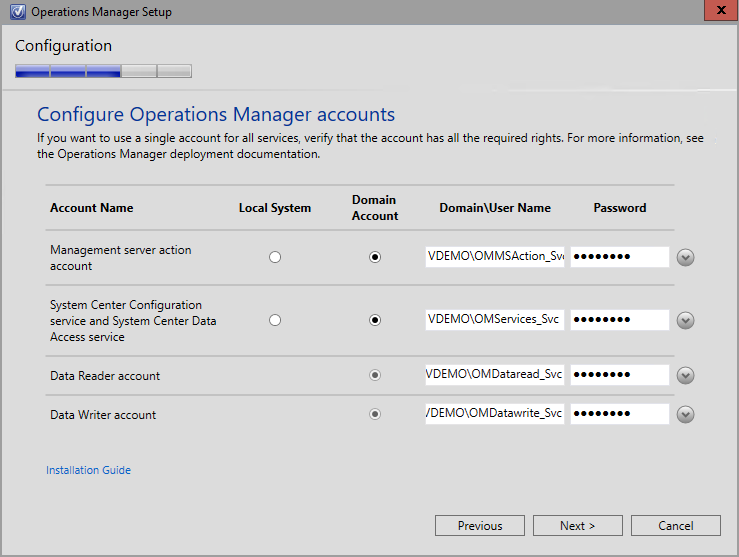 Operations Manager Setup
Configuration
Configure Operations Manager accounts
If you want to use a single account for all services, verify that the account has all the required rights. For more information, see
the Operations Manager deployment documentation.
Account Name Local System Domain Account Domain\User Name Password
Management server action
account
VDEMO\OMMSAction_Svc ●●●●●●●●
System Center Configuration
service and System Center Data
Access service
VDEMO\OMServices_Svc ●●●●●●●●
Data Reader account VDEMO\OMDataread_Svc ●●●●●●●●
Data Writer account VDEMO\OMDatawrite_Svc ●●●●●●●●
Installation Guide
Previous Next > Cancel